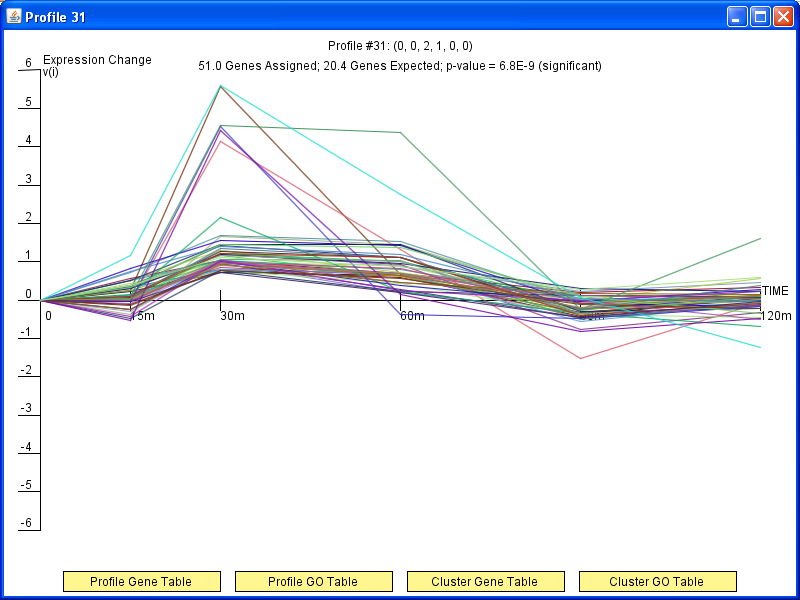 Profile 31
Profile #31: (0, 0, 2, 1, 0, 0)
Expression Change
v(i)
51.0 Genes Assigned; 20.4 Genes Expected; p-value = 6.8E-9 (significant)
6
5
4
3
2
1
0
-1
-2
-3
-4
-5
-6
0
15m
30m
60m
120m
TIME
Profile Gene Table
Profile GO Table
Cluster Gene Table
Cluster GO Table